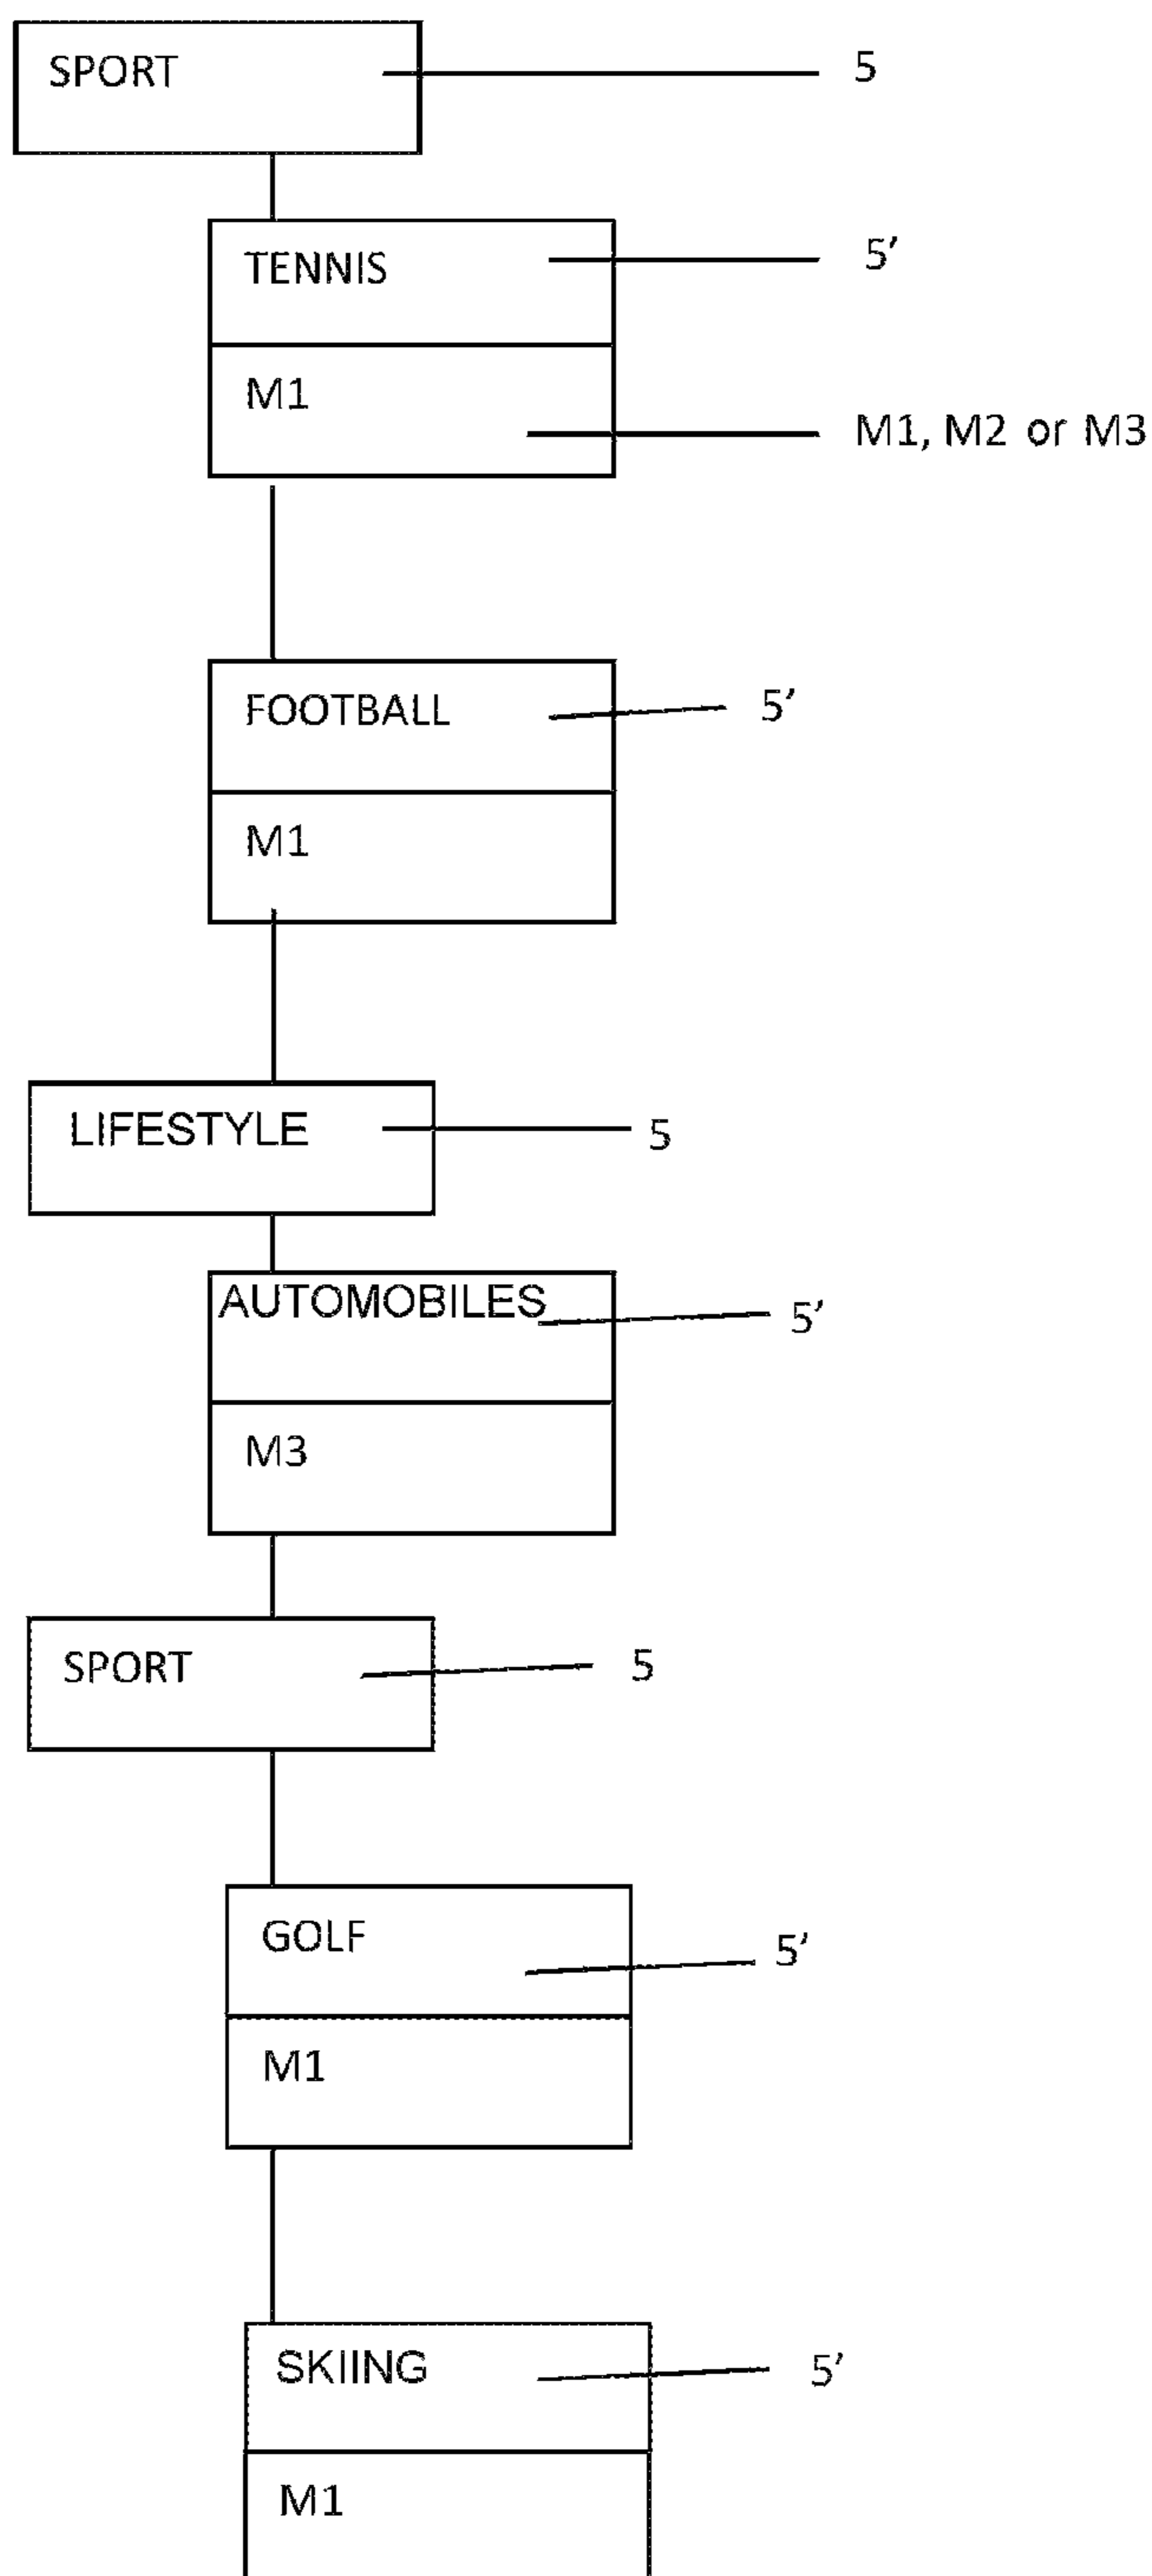 SPORT 5
TENNIS 5’
M1
M1, M2 or M3
FOOTBALL 5’
M1
LIFESTYLE 5
AUTOMOBILES 5’
M3
SPORT 5
GOLF 5’
M1
SKIING 5’
M1